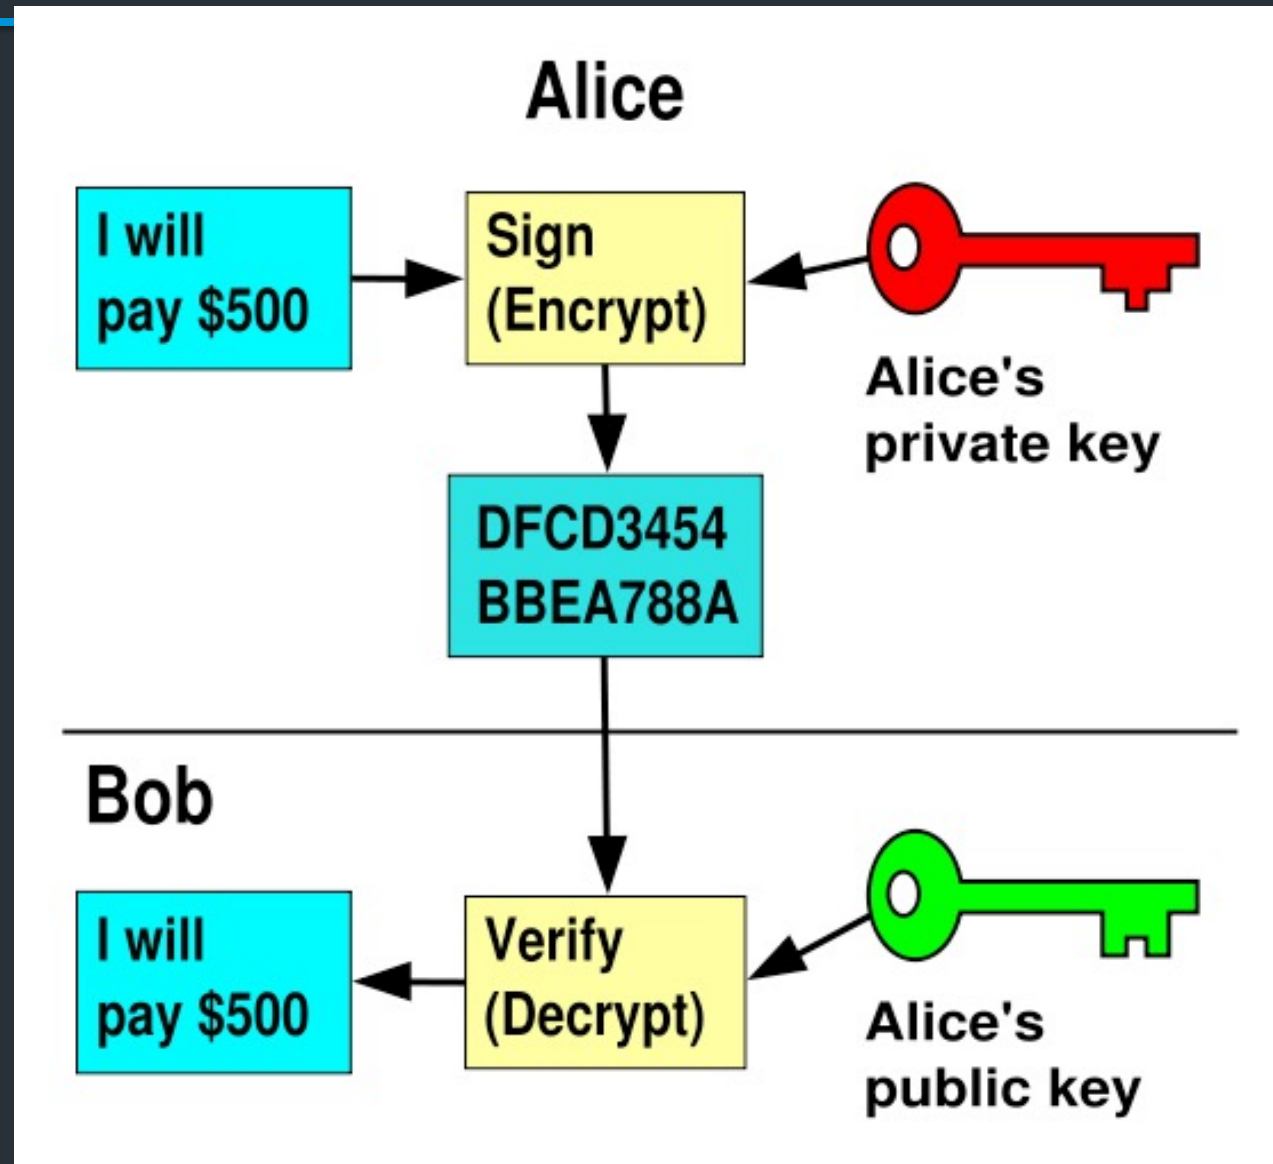 Alice
I will
pay $500
Sign
(Encrypt)
Alice's
private key
DFCD3454
BBEA788A
Bob
I will
pay $500
Verify
(Decrypt)
Alice's
public key